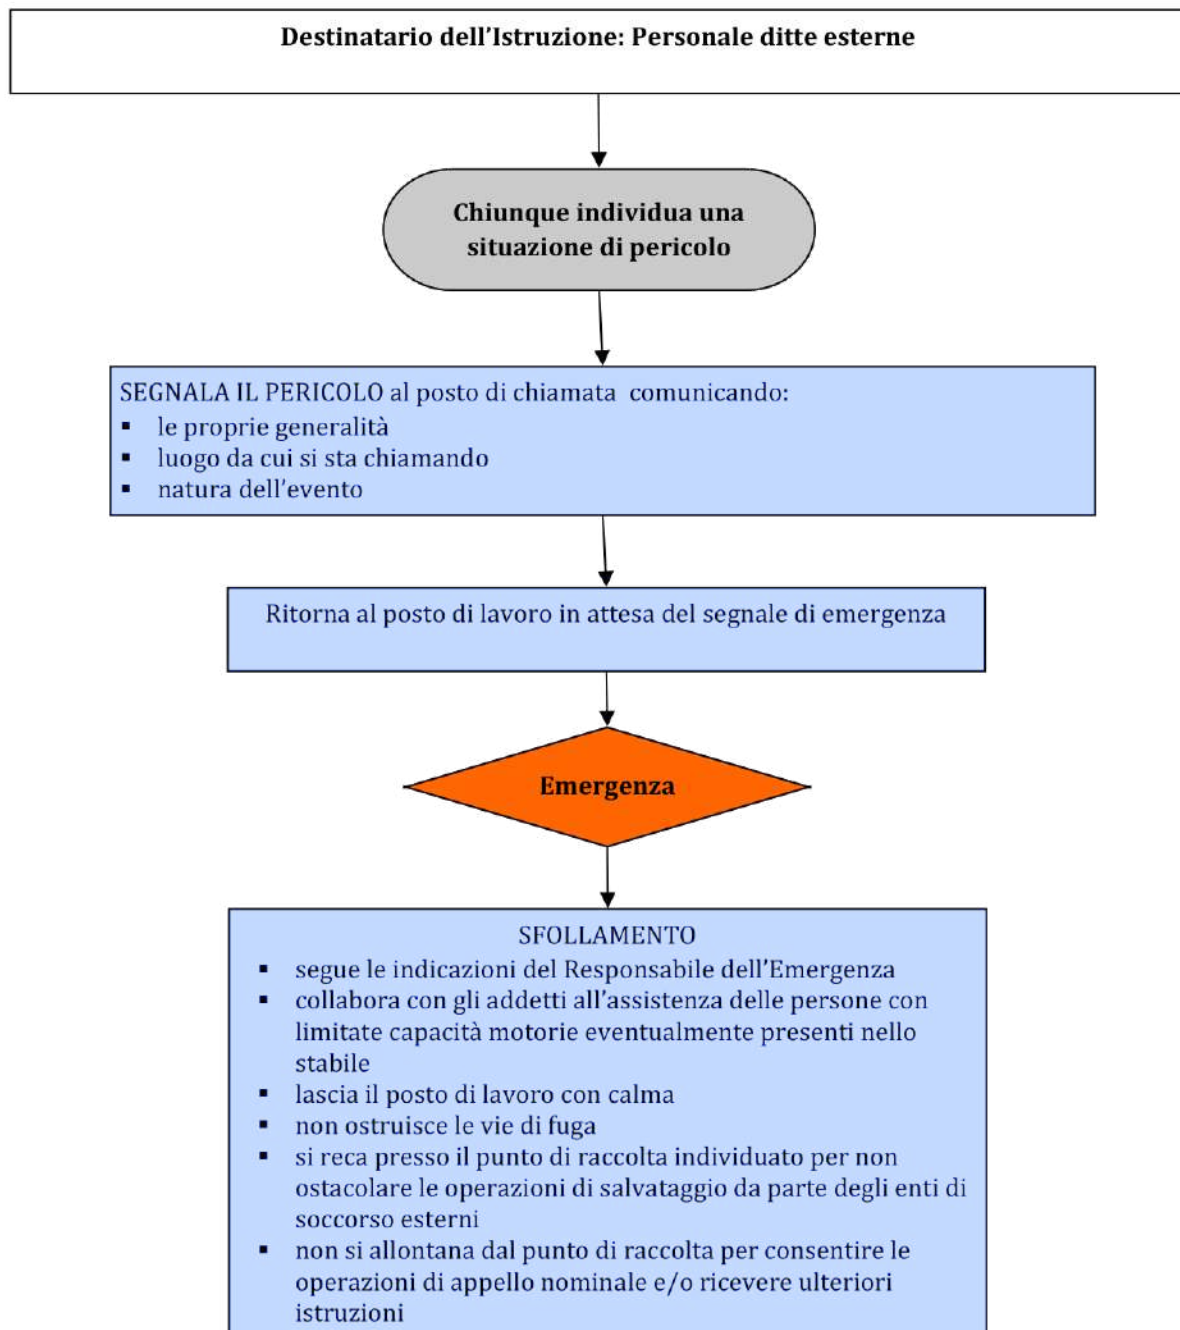 Destinatario dell’Istruzione: Personale ditte esterne
Chiunque individua una
situazione di pericolo
SEGNALA IL PERICOLO al posto di chiamata  comunicando:
▪ le proprie generalità
▪ luogo da cui si sta chiamando
▪ natura dell’evento
Ritorna al posto di lavoro in attesa del segnale di emergenza
Emergenza
SFOLLAMENTO
▪ segue le indicazioni del Responsabile dell’Emergenza
▪ collabora con gli addetti all’assistenza delle persone con
limitate capacità motorie eventualmente presenti nello
stabile
▪ lascia il posto di lavoro con calma
▪ non ostruisce le vie di fuga
▪ si reca presso il punto di raccolta individuato per non
ostacolare le operazioni di salvataggio da parte degli enti di
soccorso esterni
▪ non si allontana dal punto di raccolta per consentire le
operazioni di appello nominale e/o ricevere ulteriori
istruzioni